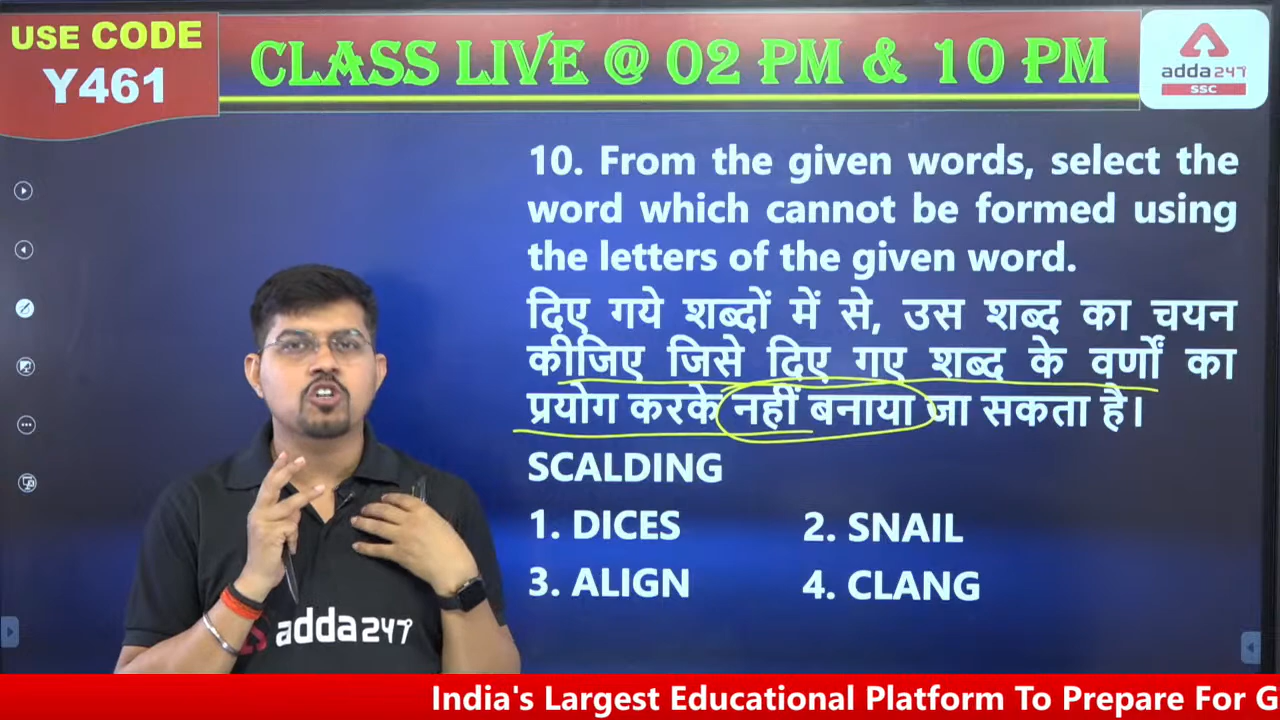 USE CODE
Y461
CLASS LIVE @ 02 PM & 10 PM
adda247
SSC
10. From the given words, select the
word which cannot be formed using
the letters of the given word.
दिए गये शब्दों में से, उस शब्द का चयन
कीजिए जिसे दिए गए शब्द के वर्णों का
प्रयोग करके नहीं बनाया जा सकता है।
SCALDING
1. DICES 2. SNAIL
3. ALIGN 4. CLANG
adda247
India's Largest Educational Platform To Prepare For G